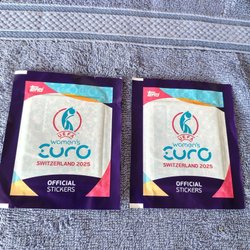 Topps
UEFA
WOMEN'S
EURO
SWITZERLAND 2025
OFFICIAL
STICKERS
Topps
UEFA
WOMEN'S
EURO
SWITZERLAND 2025
OFFICIAL
STICKERS